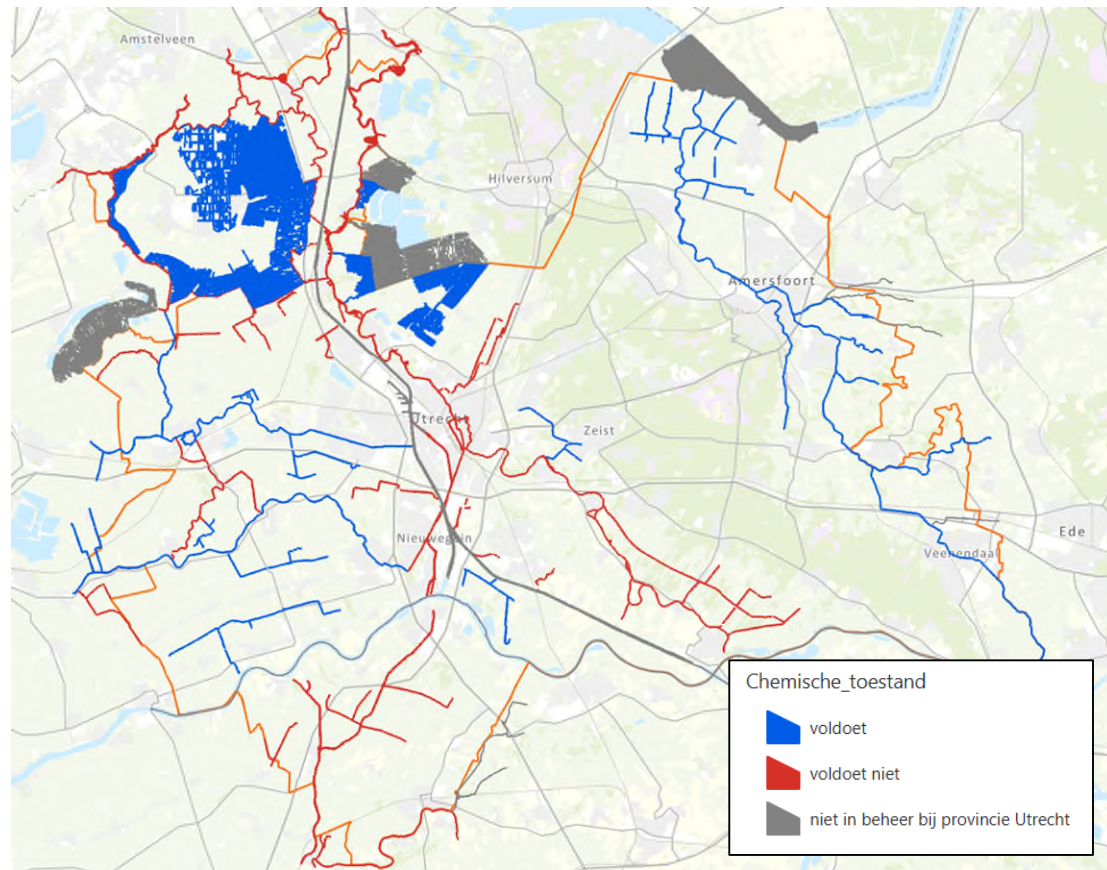 Amstelveen
Hilversum
Amersfoort
Utrecht
Zeist
Nieuwegein
Veenendaal
Ede
Chemische_toestand
voldoet
voldoet niet
niet in beheer bij provincie Utrecht